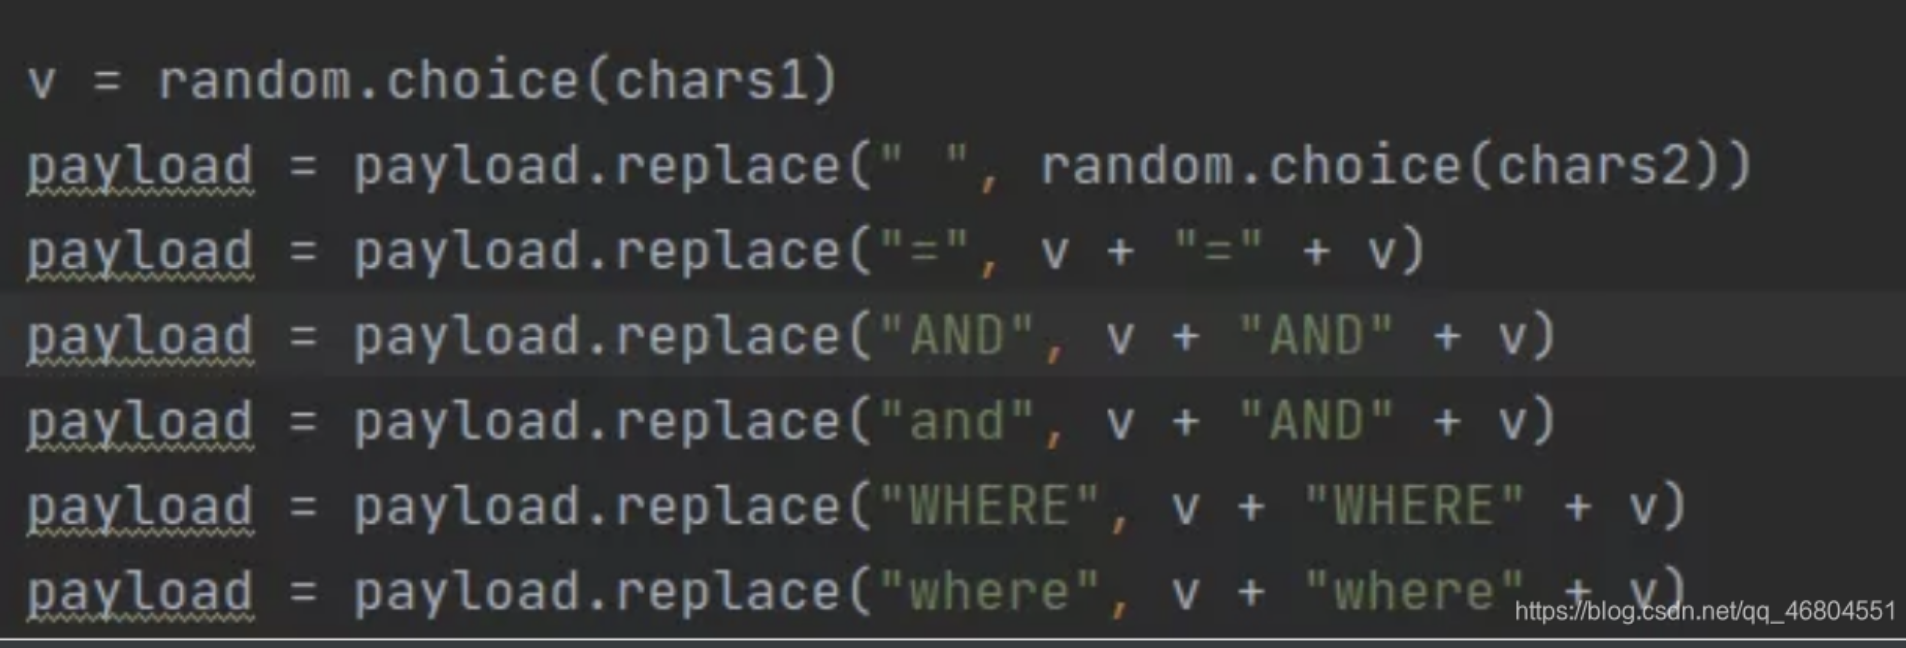 v = random.choice(chars1)
payload = payload.replace(" ", random.choice(chars2))
payload = payload.replace("=", v + "=" + v)
payload = payload.replace("AND", v + "AND" + v)
payload = payload.replace("and", v + "AND" + v)
payload = payload.replace("WHERE", v + "WHERE" + v)
payload = payload.replace("where", v + "where" + v)
https://blog.csdn.net/qq_46804551